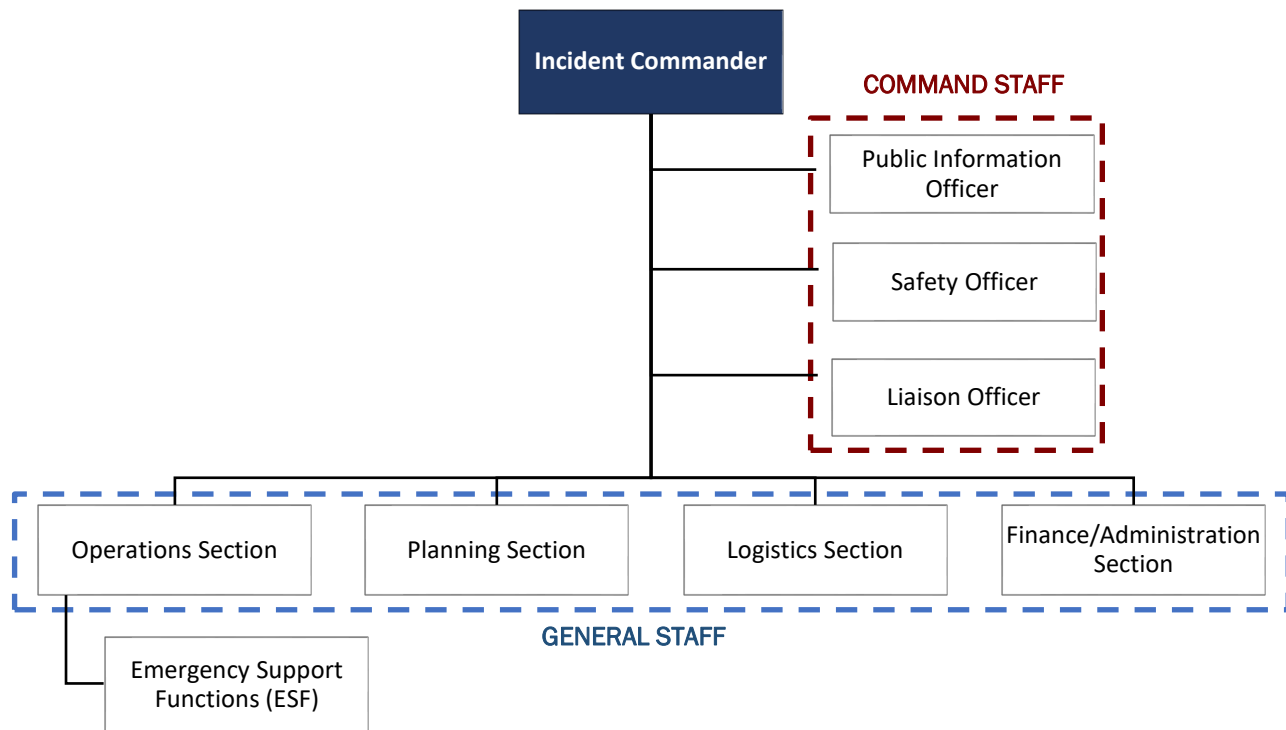 Incident Commander
COMMAND STAFF
Public Information
Officer
Safety Officer
Liaison Officer
Operations Section
Planning Section
Logistics Section
Finance/Administration
Section
GENERAL STAFF
Emergency Support
Functions (ESF)